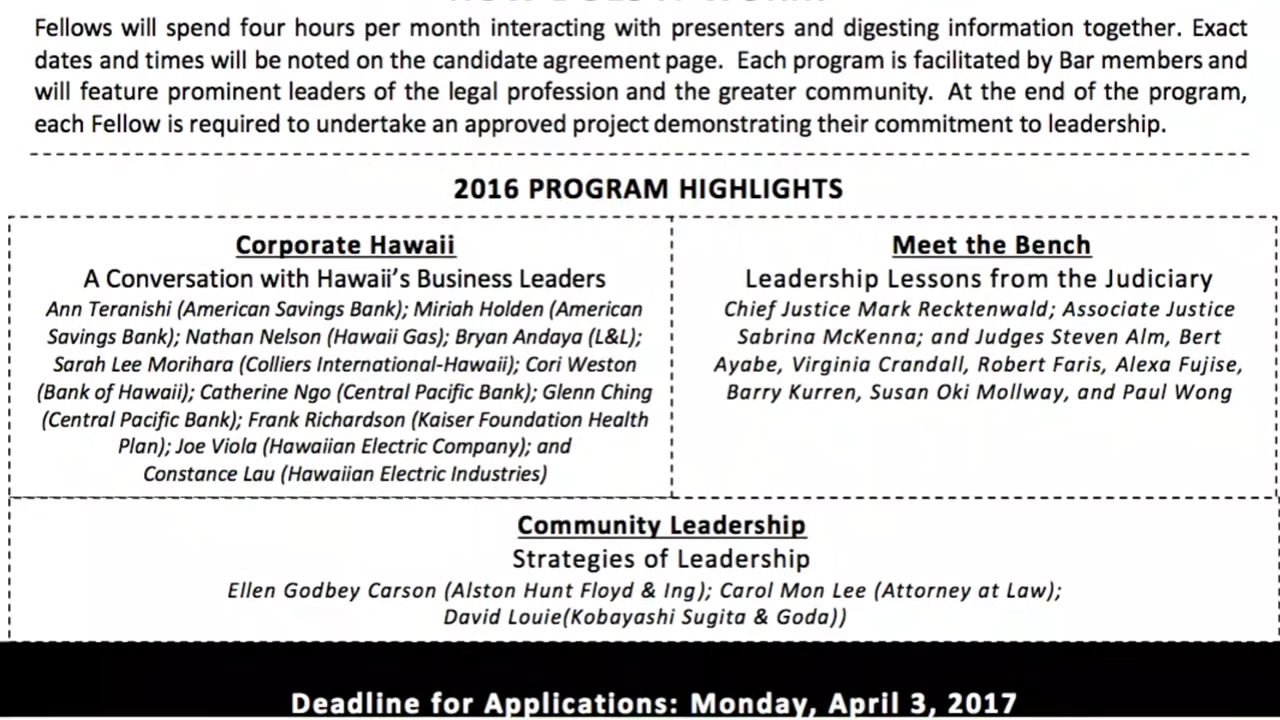 Fellows will spend four hours per month interacting with presenters and digesting information together. Exact
dates and times will be noted on the candidate agreement page. Each program is facilitated by Bar members and
will feature prominent leaders of the legal profession and the greater community. At the end of the program,
each Fellow is required to undertake an approved project demonstrating their commitment to leadership.
2016 PROGRAM HIGHLIGHTS
Corporate Hawaii
A Conversation with Hawaii's Business Leaders
Ann Teranishi (American Savings Bank); Miriah Holden (American
Savings Bank); Nathan Nelson (Hawaii Gas); Bryan Andaya (L&L);
Sarah Lee Morihara (Colliers International-Hawaii); Cori Weston
(Bank of Hawaii); Catherine Ngo (Central Pacific Bank); Glenn Ching
(Central Pacific Bank); Frank Richardson (Kaiser Foundation Health
Plan); Joe Viola (Hawaiian Electric Company); and
Constance Lau (Hawaiian Electric Industries)
Meet the Bench
Leadership Lessons from the Judiciary
Chief Justice Mark Recktenwald; Associate Justice
Sabrina McKenna; and Judges Steven Alm, Bert
Ayabe, Virginia Crandall, Robert Faris, Alexa Fujise,
Barry Kurren, Susan Oki Mollway, and Paul Wong
Community Leadership
Strategies of Leadership
Ellen Godbey Carson (Alston Hunt Floyd & Ing); Carol Mon Lee (Attorney at Law);
David Louie(Kobayashi Sugita & Goda))
Deadline for Applications: Monday, April 3, 2017